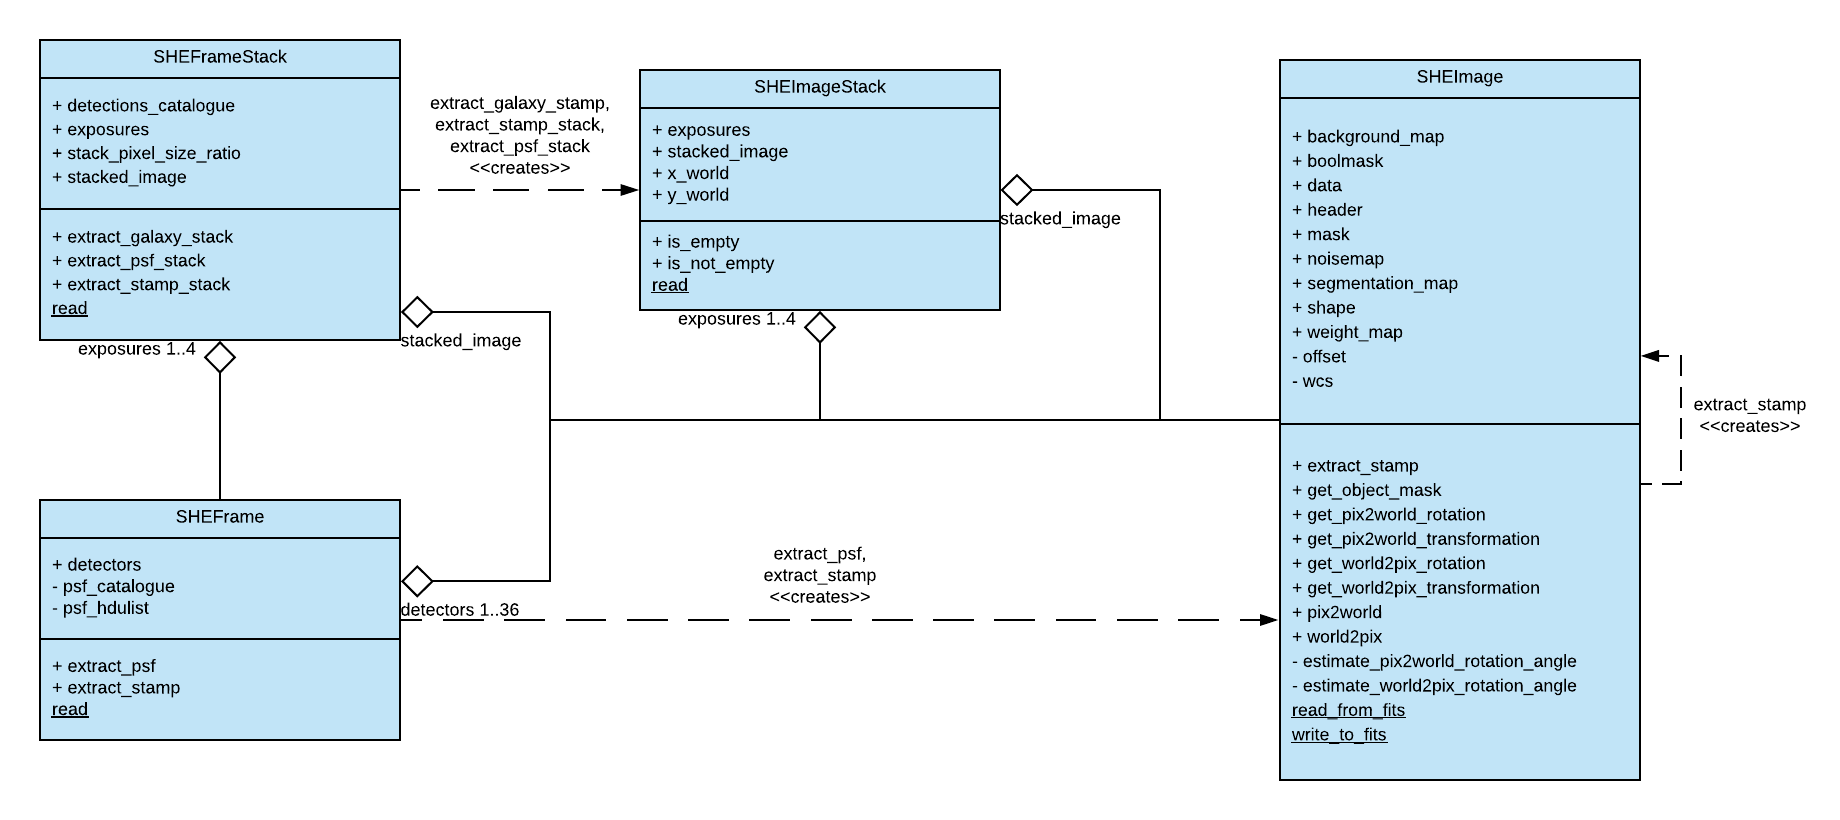 SHEFrameStack
+ detections_catalogue
+ exposures
+ stack_pixel_size_ratio
+ stacked_image
+ extract_galaxy_stack
+ extract_psf_stack
+ extract_stamp_stack
read
exposures 1..4
stacked_image
extract_galaxy_stamp,
extract_stamp_stack,
extract_psf_stack
<<creates>>
SHEImageStack
+ exposures
+ stacked_image
+ x_world
+ y_world
+ is_empty
+ is_not_empty
read
exposures 1..4
stacked_image
SHEImage
+ background_map
+ boolmask
+ data
+ header
+ mask
+ noisemap
+ segmentation_map
+ shape
+ weight_map
- offset
- wcs
+ extract_stamp
+ get_object_mask
+ get_pix2world_rotation
+ get_pix2world_transformation
+ get_world2pix_rotation
+ get_world2pix_transformation
+ pix2world
+ world2pix
- estimate_pix2world_rotation_angle
- estimate_world2pix_rotation_angle
read_from_fits
write_to_fits
extract_stamp
<<creates>>
SHEFrame
+ detectors
- psf_catalogue
- psf_hdulist
+ extract_psf
+ extract_stamp
read
detectors 1..36
extract_psf,
extract_stamp
<<creates>>